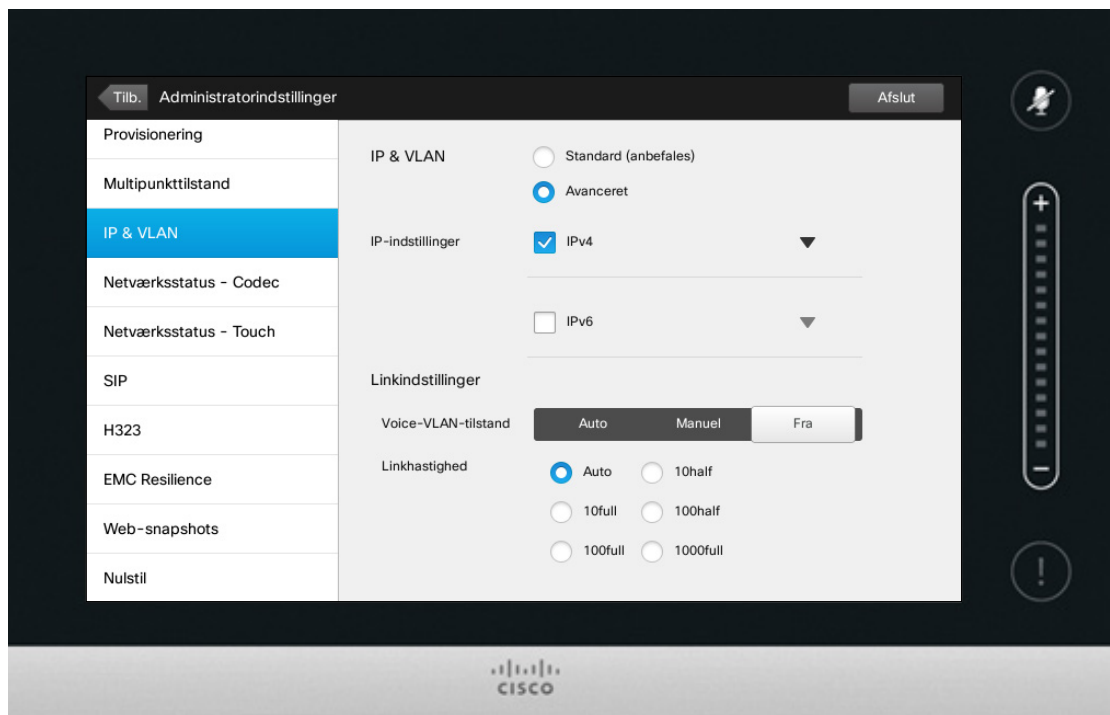 Tilb. Administratorindstillinger Afslut
Provisionering
Multipunkttilstand
IP & VLAN
Netværksstatus - Codec
Netværksstatus - Touch
SIP
H323
EMC Resilience
Web-snapshots
Nulstil
IP & VLAN
Standard (anbefales)
Avanceret
IP-indstillinger
IPv4
IPv6
Linkindstillinger
Voice-VLAN-tilstand
Auto Manuel Fra
Linkhastighed
Auto 10half
10full 100half
100full 1000full
+
-
!
CISCO